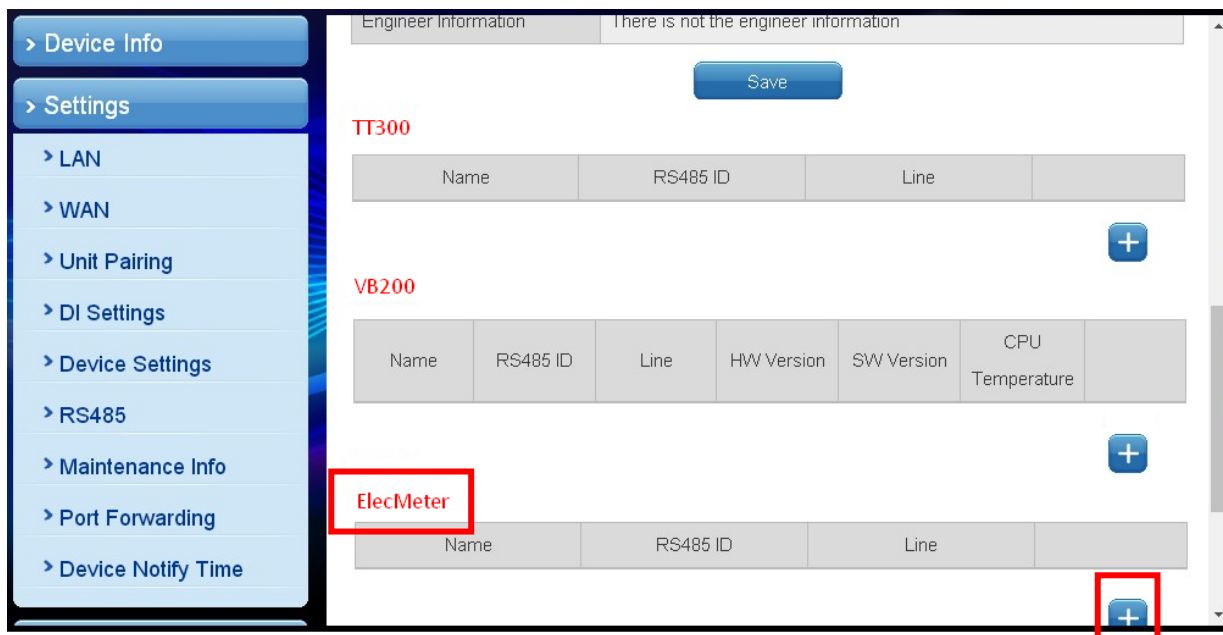 Device Info
Settings
LAN
WAN
Unit Pairing
DI Settings
Device Settings
RS485
Maintenance Info
Port Forwarding
Device Notify Time
Engineer Information There is not the engineer information
Save
TT300
Name RS485 ID Line
+
VB200
Name RS485 ID Line HW Version SW Version CPU Temperature
+
ElecMeter
Name RS485 ID Line
+